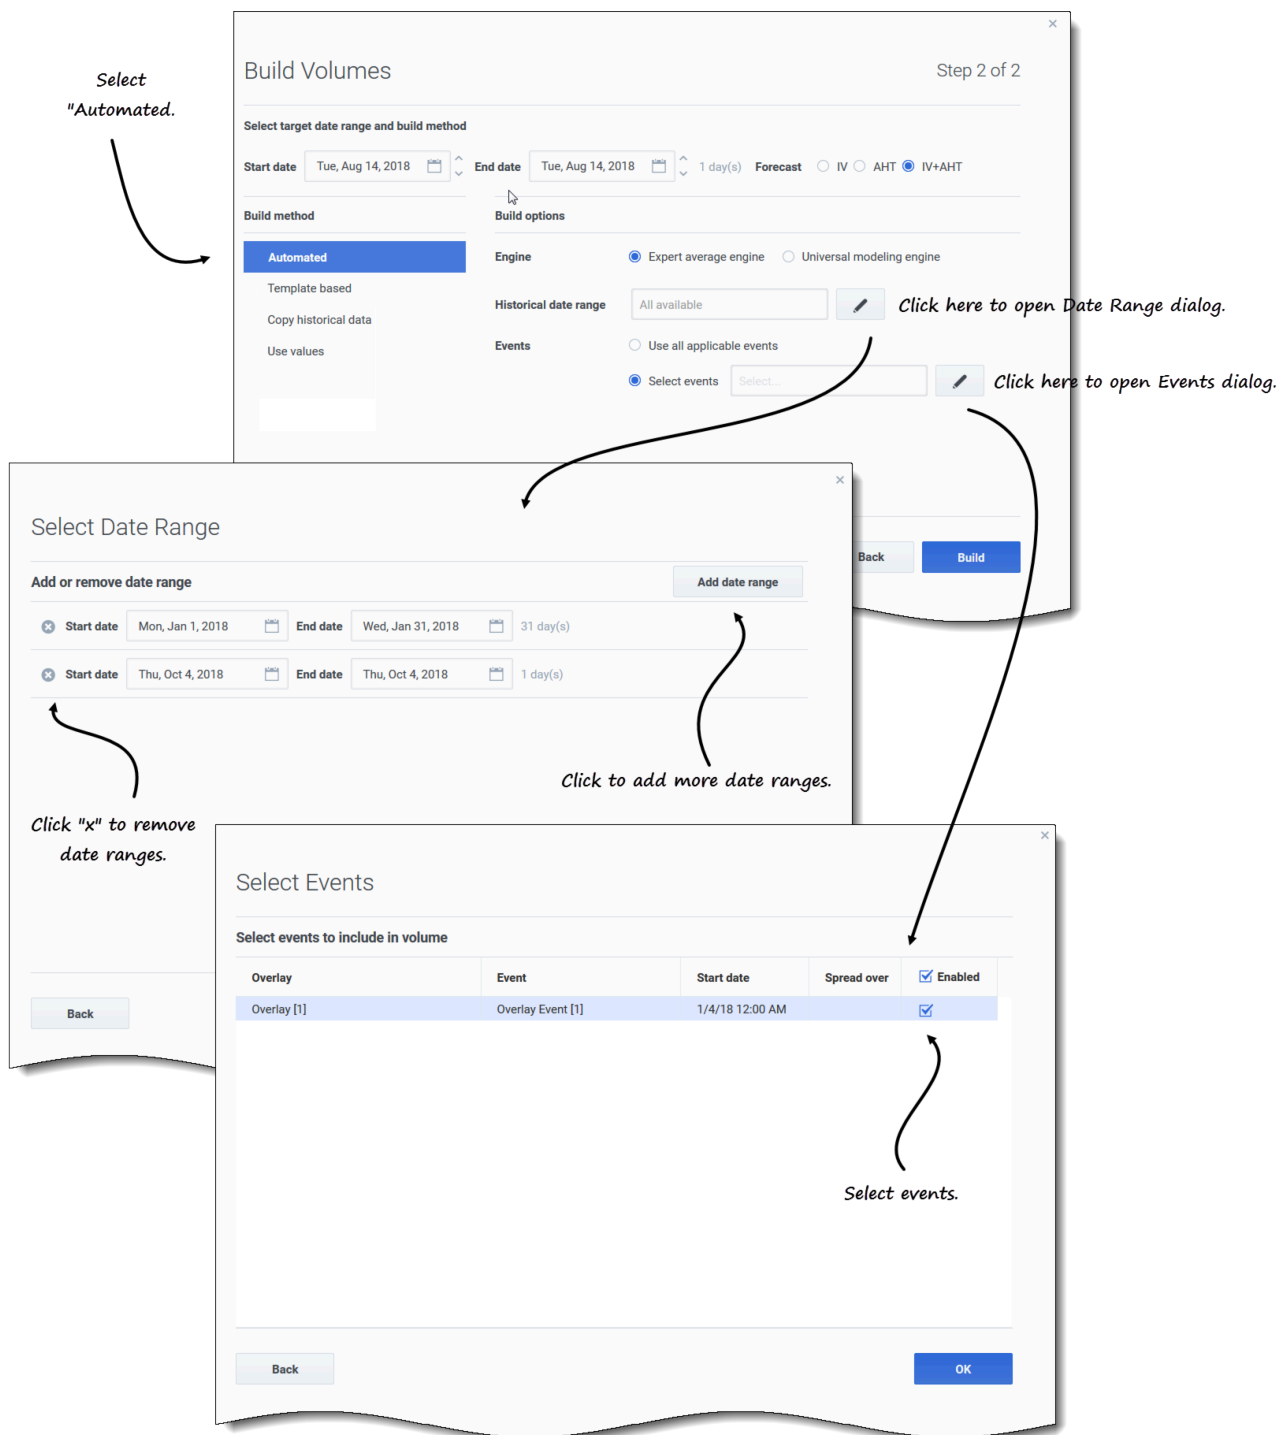 Build Volumes
Step 2 of 2
Select
"Automated.
Select target date range and build method
Start date Tue, Aug 14, 2018 End date Tue, Aug 14, 2018 1 day(s) Forecast IV AHT IV+AHT
Build method
Build options
Automated
Engine Expert average engine Universal modeling engine
Template based
Historical date range All available
Click here to open Date Range dialog.
Copy historical data
Events Use all applicable events
Use values
Select events Select...
Click here to open Events dialog.
Back Build
Select Date Range
Add or remove date range
Add date range
Start date Mon, Jan 1, 2018 End date Wed, Jan 31, 2018 31 day(s)
Start date Thu, Oct 4, 2018 End date Thu, Oct 4, 2018 1 day(s)
Click to add more date ranges.
Click "x" to remove
date ranges.
Back
Select Events
Select events to include in volume
Overlay Event Start date Spread over Enabled
Overlay [1] Overlay Event [1] 1/4/18 12:00 AM
Select events.
Back OK